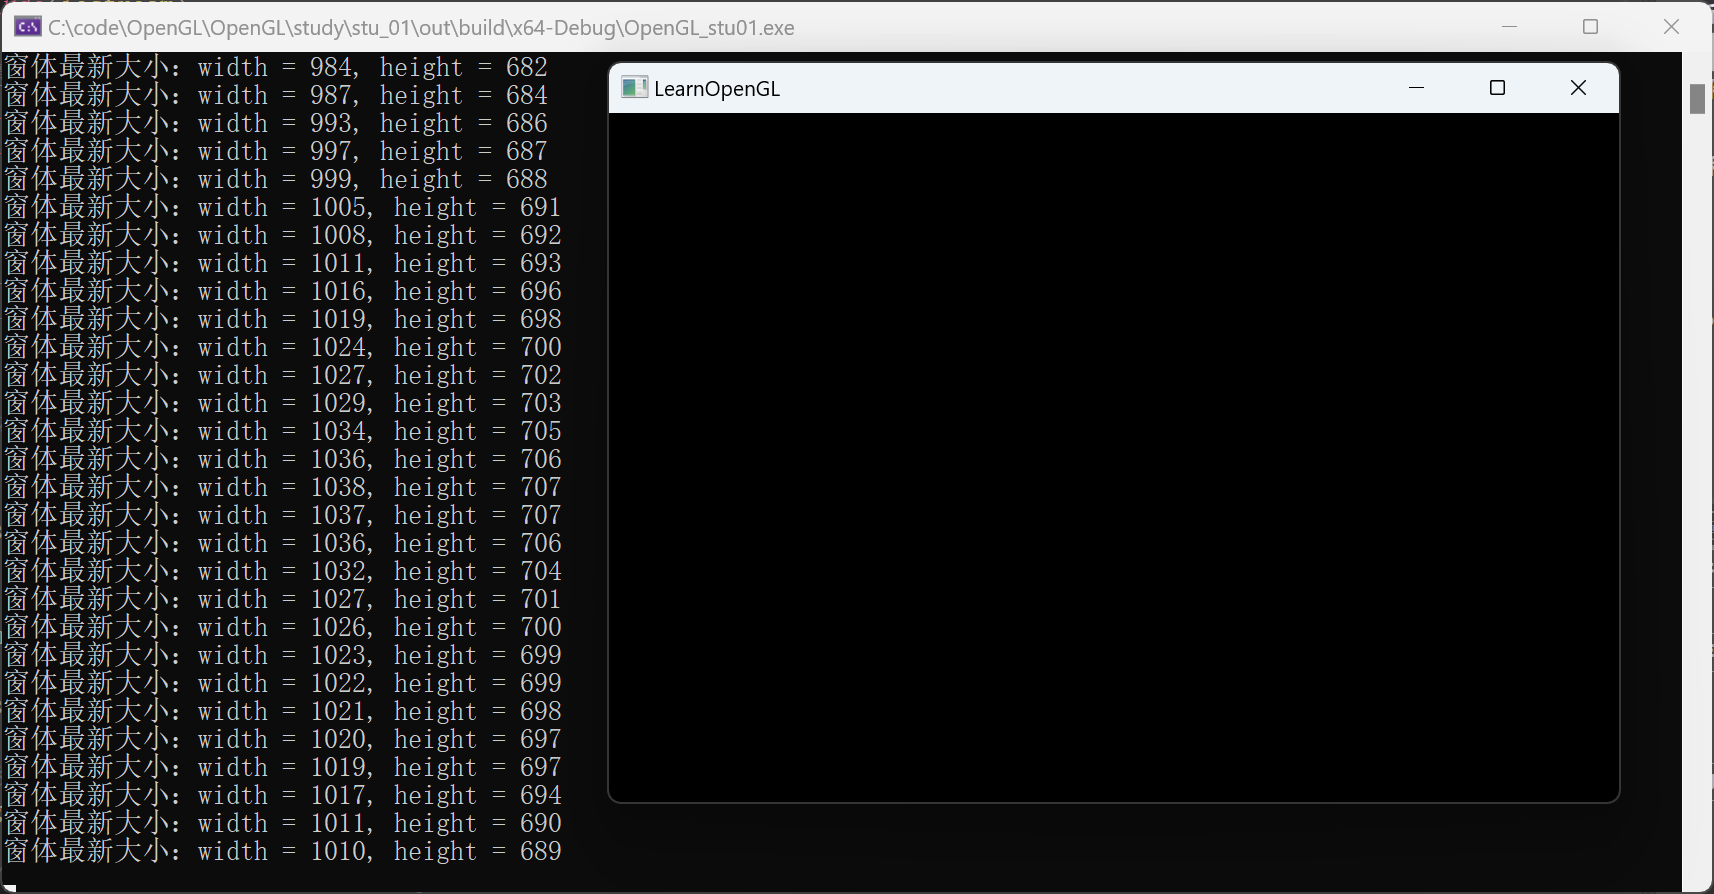 C:\code\OpenGL\OpenGL\study\stu_01\out\build\x64-Debug\OpenGL_stu01.exe
窗体最新大小：width = 984, height = 682
窗体最新大小：width = 987, height = 684
窗体最新大小：width = 993, height = 686
窗体最新大小：width = 997, height = 687
窗体最新大小：width = 999, height = 688
窗体最新大小：width = 1005, height = 691
窗体最新大小：width = 1008, height = 692
窗体最新大小：width = 1011, height = 693
窗体最新大小：width = 1016, height = 696
窗体最新大小：width = 1019, height = 698
窗体最新大小：width = 1024, height = 700
窗体最新大小：width = 1027, height = 702
窗体最新大小：width = 1029, height = 703
窗体最新大小：width = 1034, height = 705
窗体最新大小：width = 1036, height = 706
窗体最新大小：width = 1038, height = 707
窗体最新大小：width = 1037, height = 707
窗体最新大小：width = 1036, height = 706
窗体最新大小：width = 1032, height = 704
窗体最新大小：width = 1027, height = 701
窗体最新大小：width = 1026, height = 700
窗体最新大小：width = 1023, height = 699
窗体最新大小：width = 1022, height = 699
窗体最新大小：width = 1021, height = 698
窗体最新大小：width = 1020, height = 697
窗体最新大小：width = 1019, height = 697
窗体最新大小：width = 1017, height = 694
窗体最新大小：width = 1011, height = 690
窗体最新大小：width = 1010, height = 689
LearnOpenGL